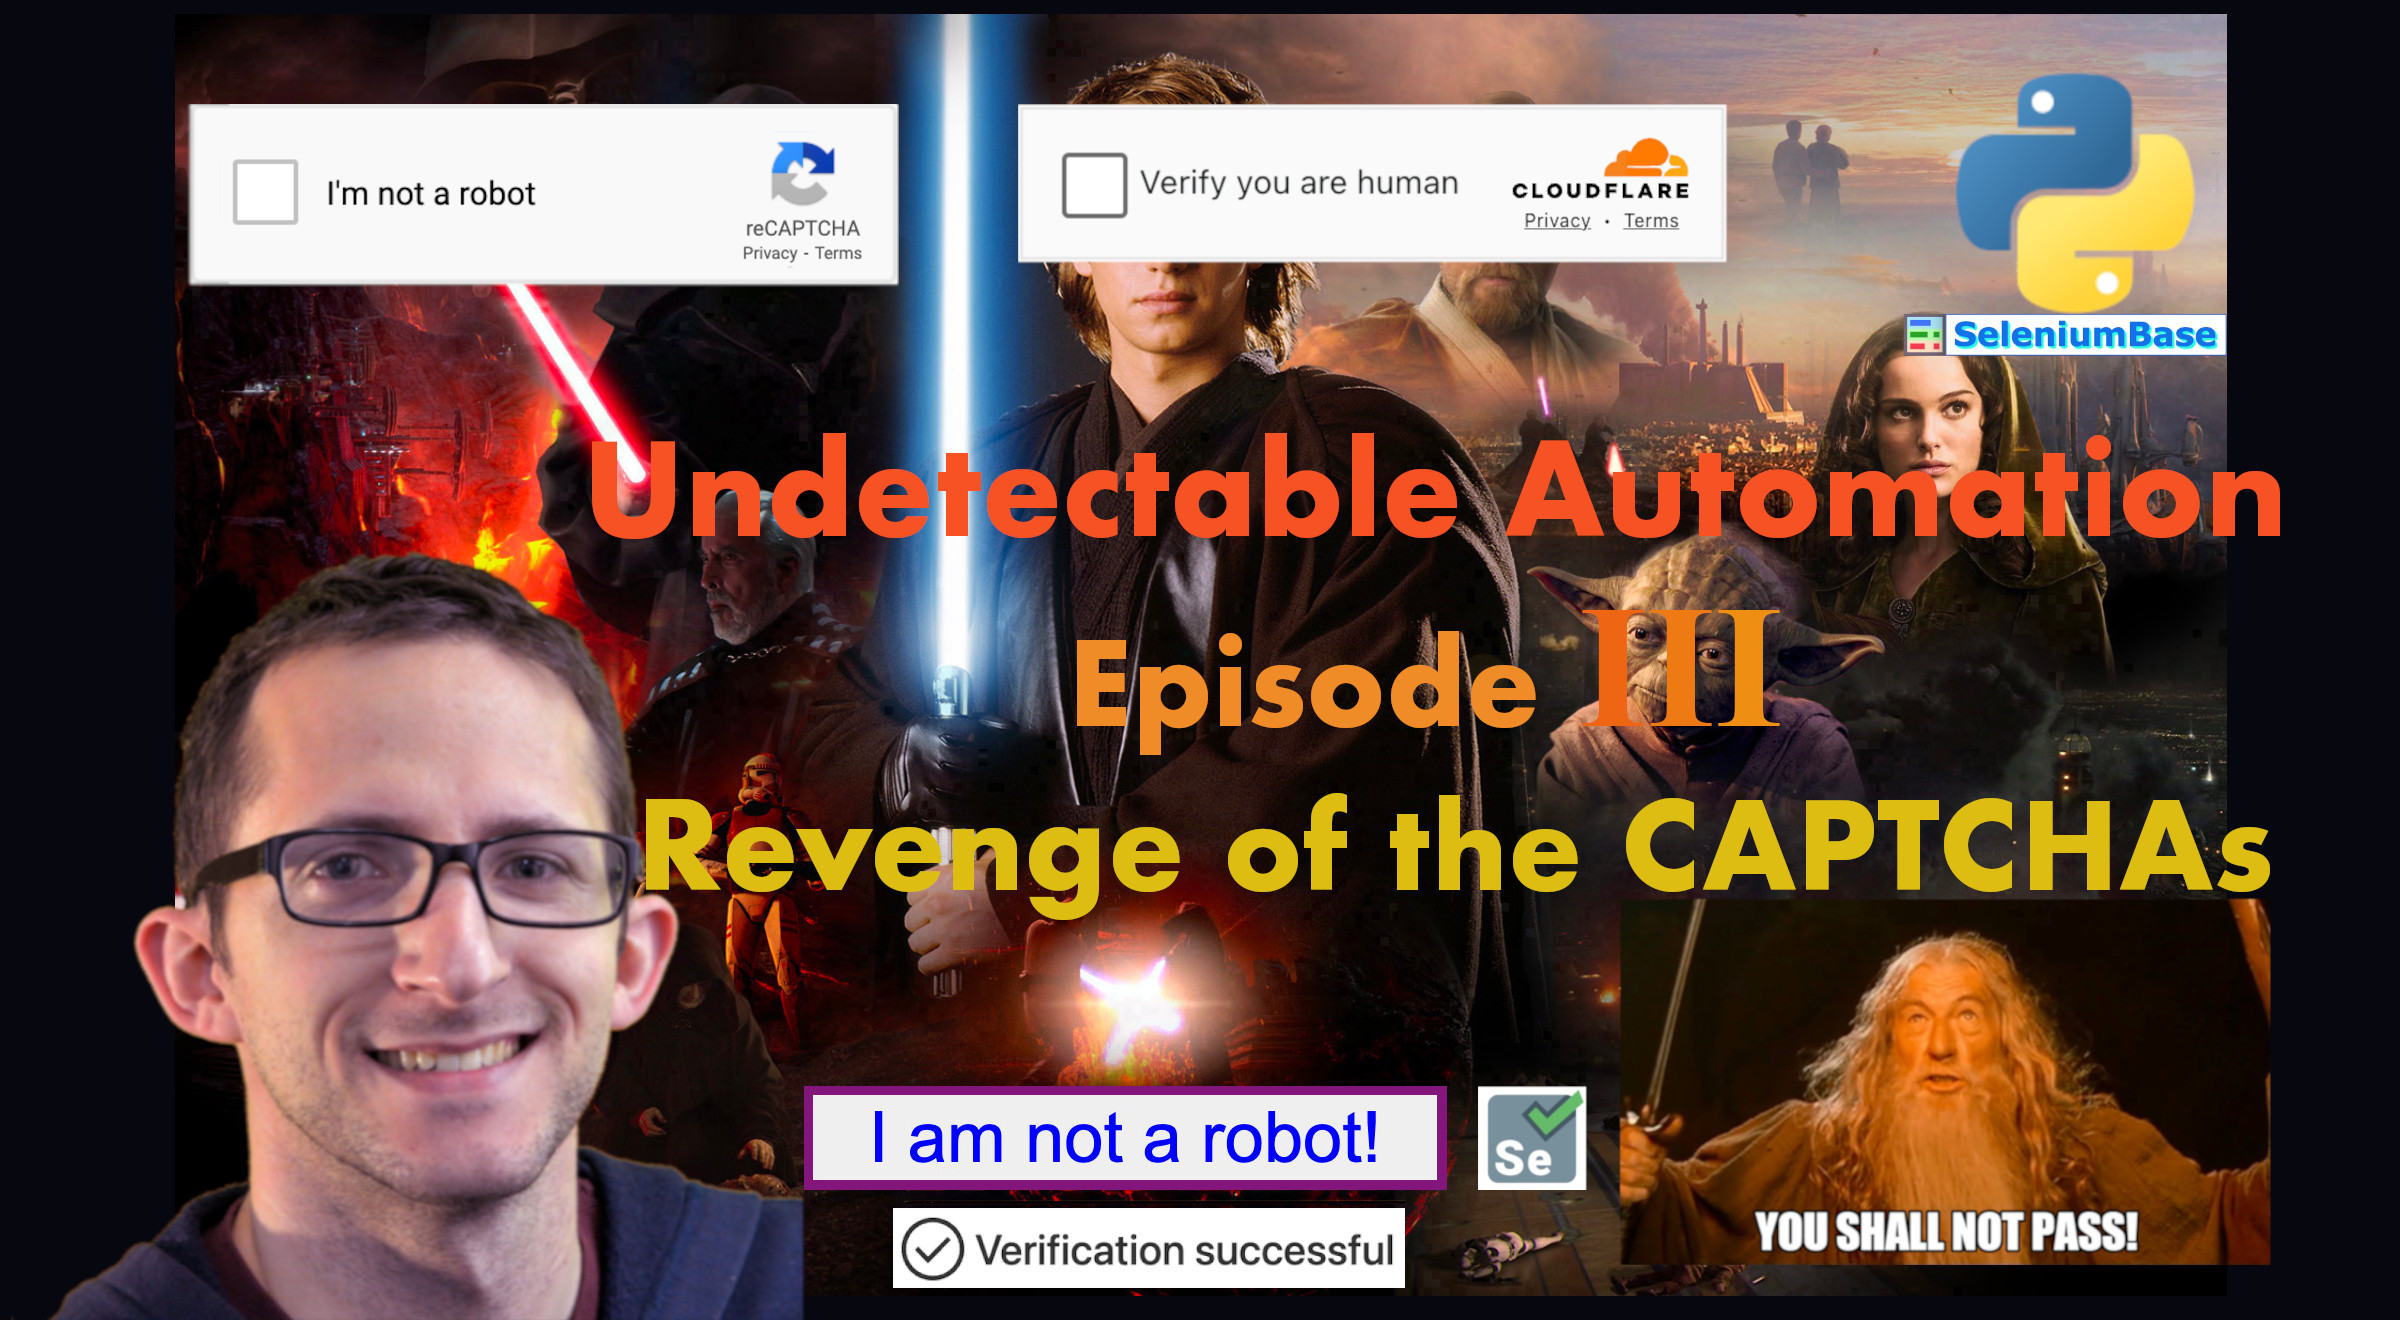 I'm not a robot
reCAPTCHA
Privacy - Terms
Verify you are human
CLOUDFLARE
Privacy • Terms
SeleniumBase
Undetectable Automation
Episode III
Revenge of the CAPTCHAs
I am not a robot!
Se
Verification successful
YOU SHALL NOT PASS!